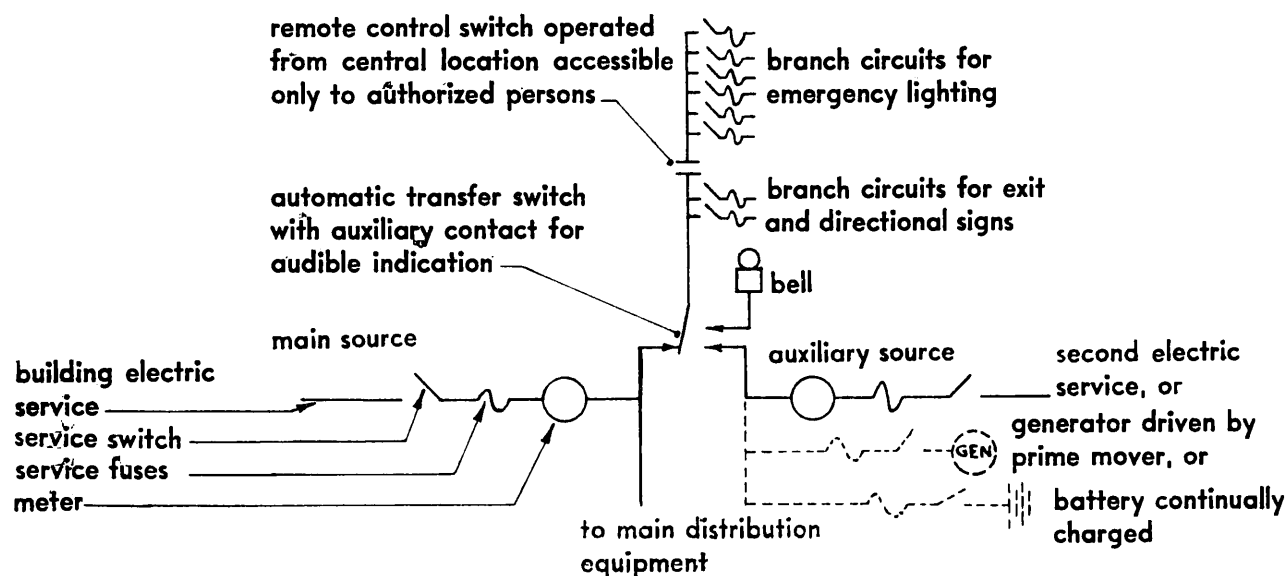 remote control switch operated
from central location accessible
only to authorized persons
branch circuits for
emergency lighting
automatic transfer switch
with auxiliary contact for
audible indication
branch circuits for exit
and directional signs
bell
main source
auxiliary source
building electric
service
service switch
service fuses
meter
second electric
service, or
generator driven by
prime mover, or
GEN
battery continually
charged
to main distribution
equipment